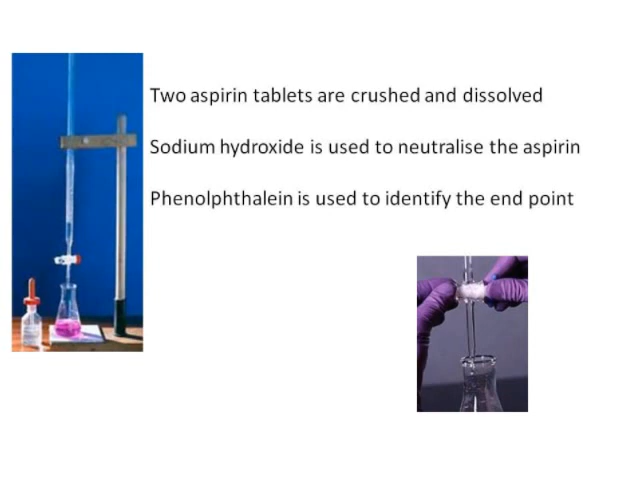 Two aspirin tablets are crushed and dissolved
Sodium hydroxide is used to neutralise the aspirin
Phenolphthalein is used to identify the end point